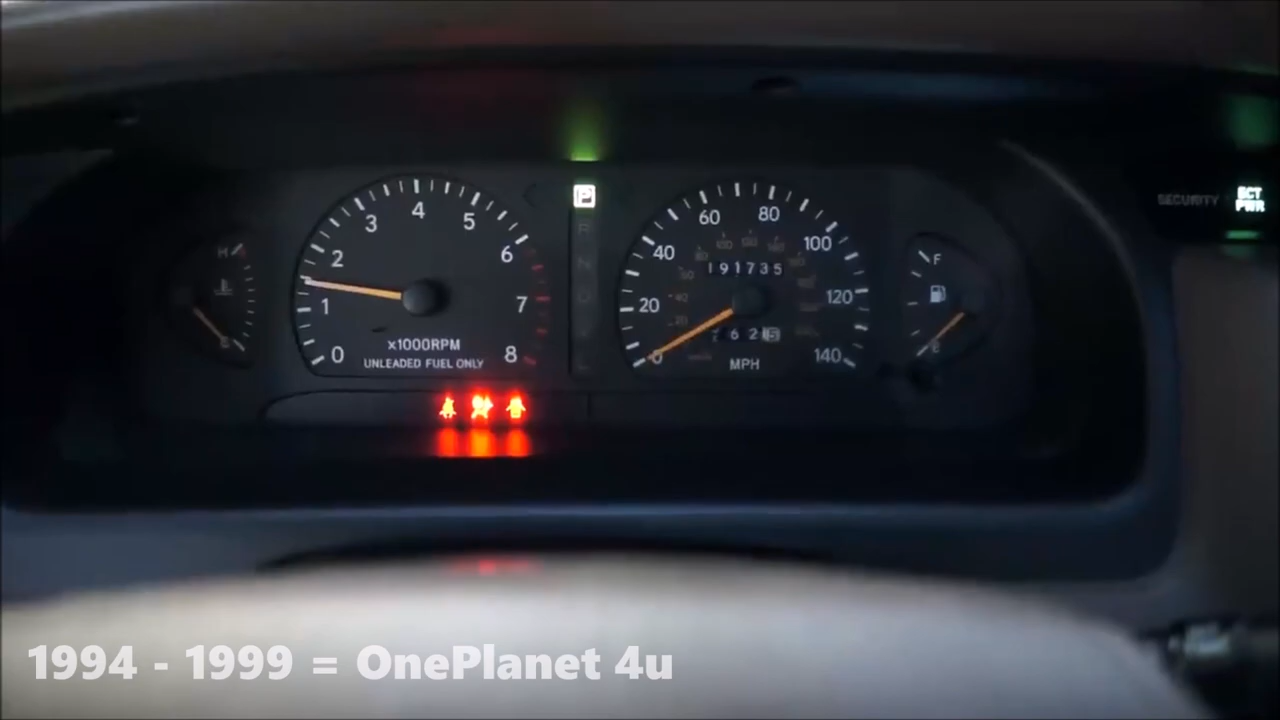 P
R
N
D
L
H
C
0 1 2 3 4 5 6 7 8
x1000RPM
UNLEADED FUEL ONLY
0 20 40 60 80 100 120 140
191735
MPH
F
E
SECURITY
ECT
PWR
1994 - 1999 = OnePlanet 4u